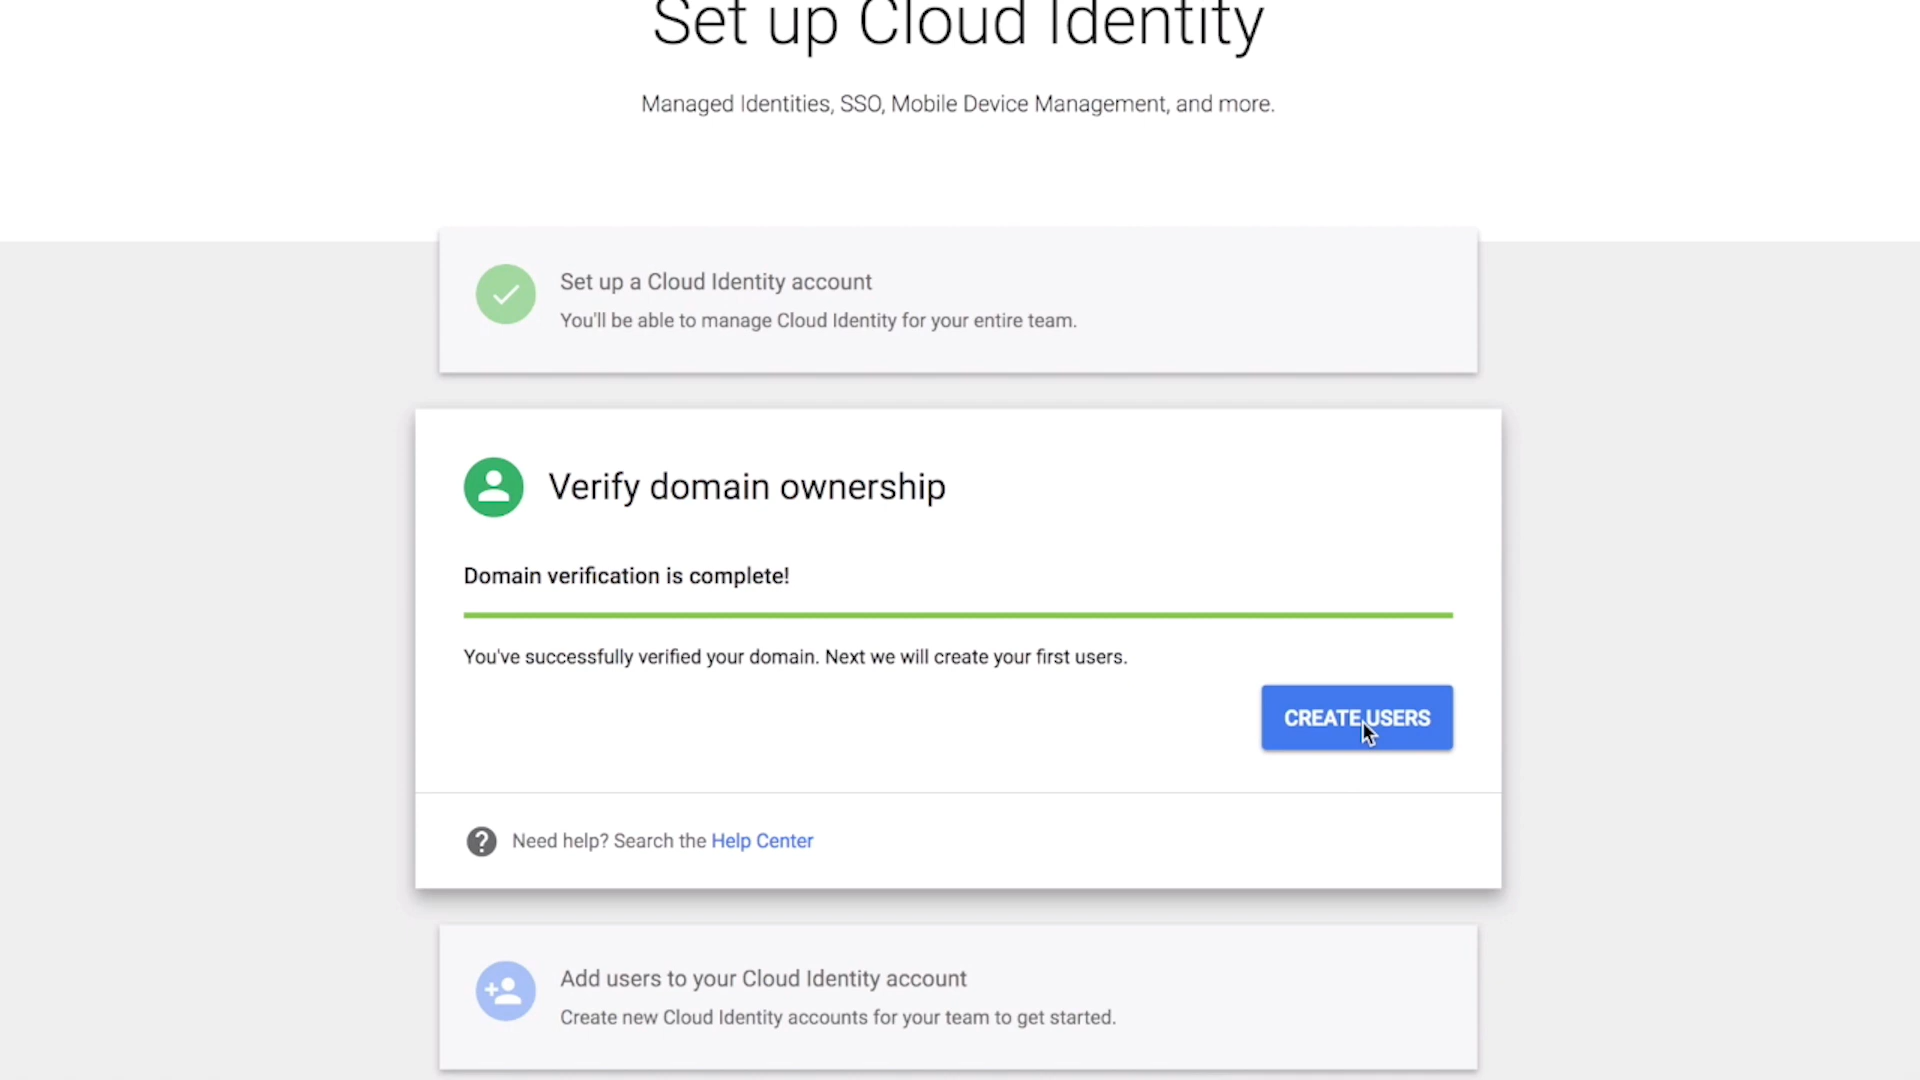 Set up Cloud Identity
Managed Identities, SSO, Mobile Device Management, and more.
Set up a Cloud Identity account
You'll be able to manage Cloud Identity for your entire team.
Verify domain ownership
Domain verification is complete!
You've successfully verified your domain. Next we will create your first users.
CREATE USERS
Need help? Search the Help Center
Add users to your Cloud Identity account
Create new Cloud Identity accounts for your team to get started.